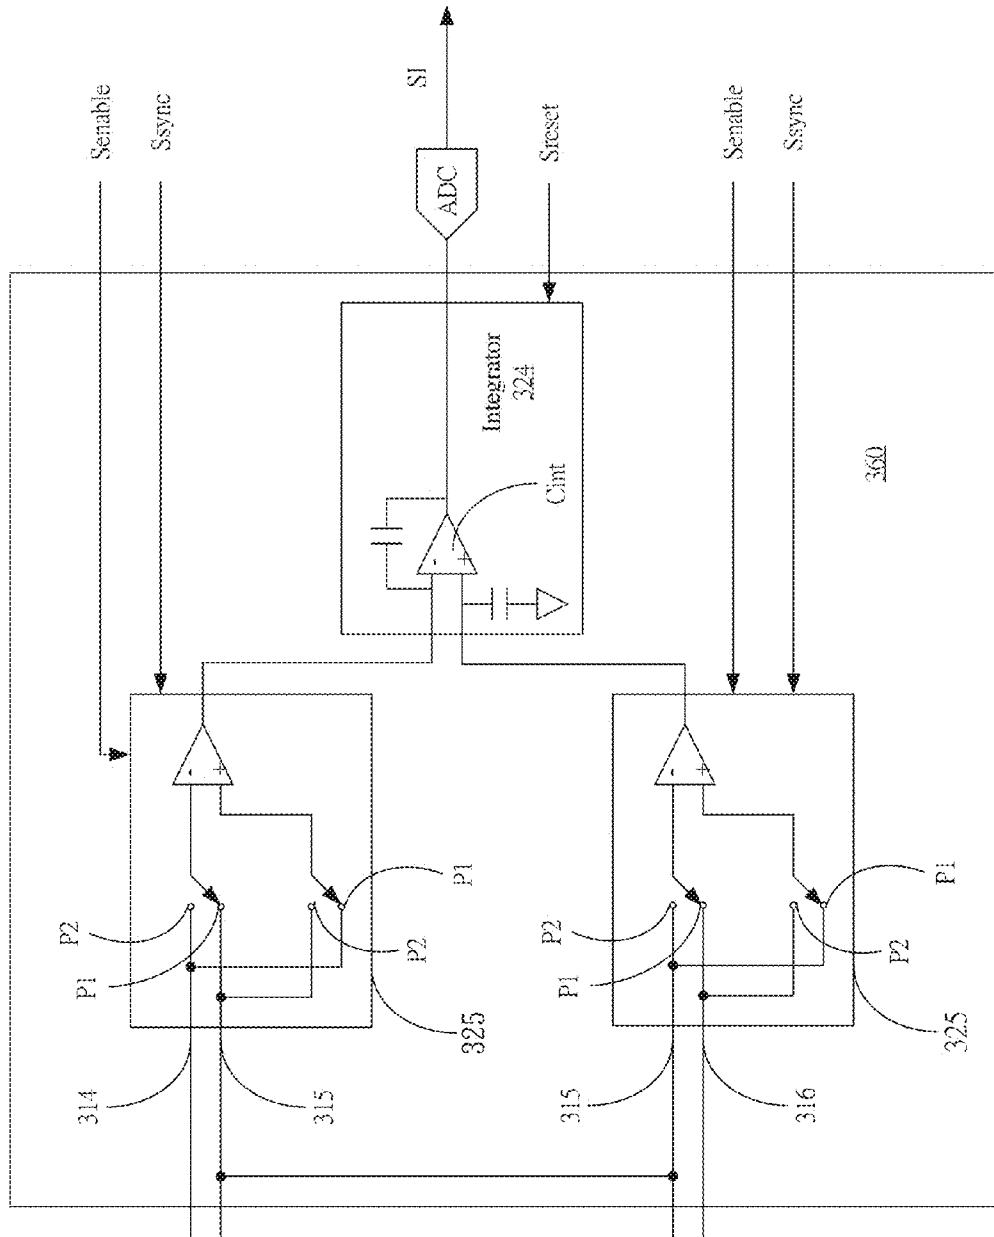 SI
Senable
Ssync
ADC
Sreset
Senable
Ssync
Integrator
324
Cint
360
-
+
-
+
-
+
P2
P1
P2
P1
P2
P1
P2
P1
325
325
314
315
315
316